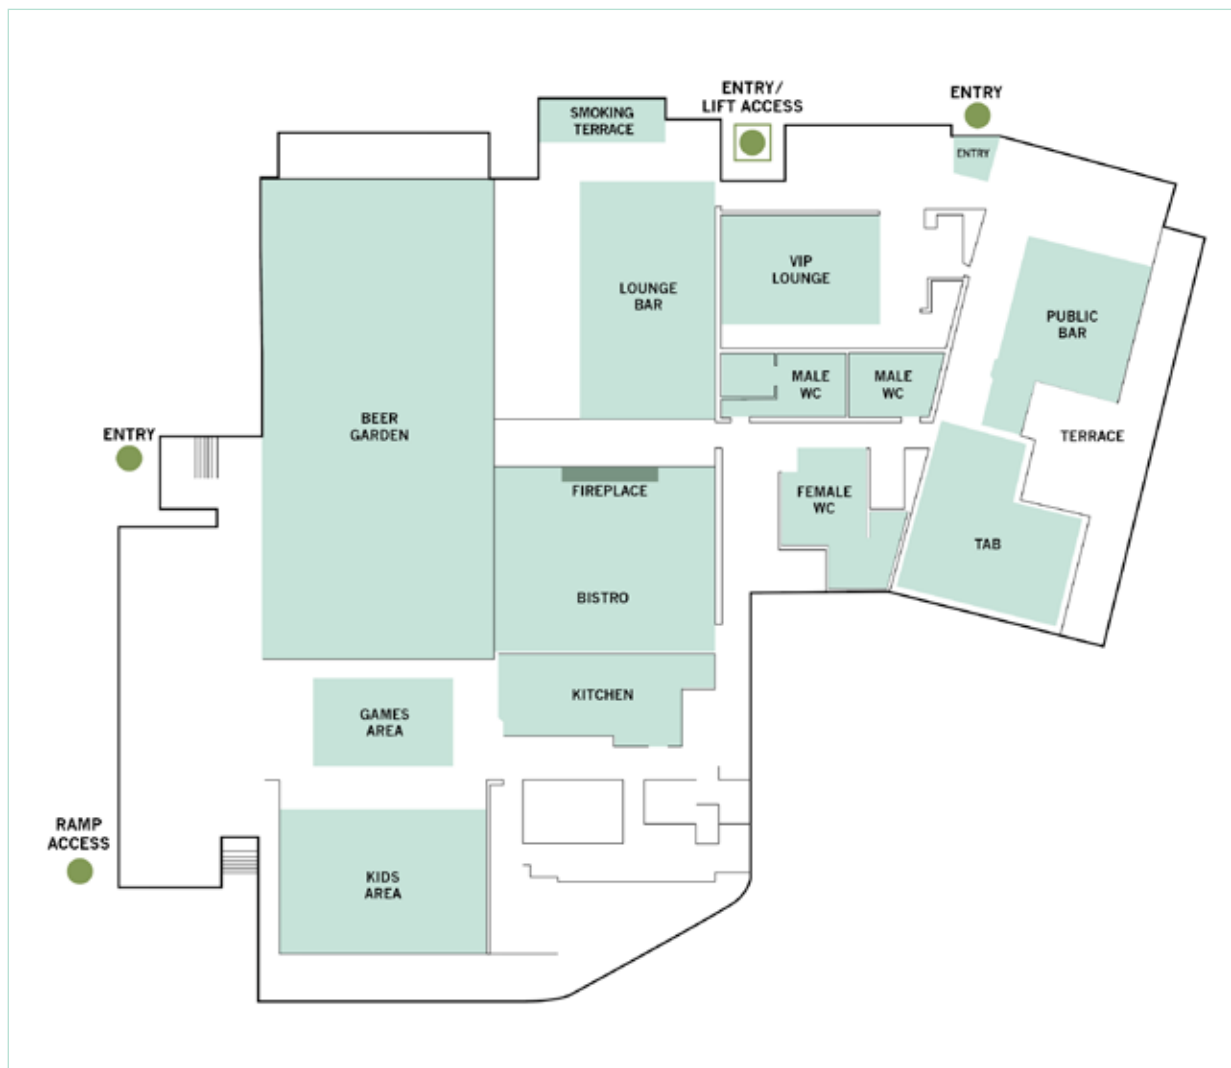 ENTRY/
LIFT ACCESS
ENTRY
SMOKING
TERRACE
ENTRY
VIP
LOUNGE
LOUNGE
BAR
PUBLIC
BAR
MALE
WC
MALE
WC
BEER
GARDEN
ENTRY
TERRACE
FIREPLACE
FEMALE
WC
TAB
BISTRO
KITCHEN
GAMES
AREA
RAMP
ACCESS
KIDS
AREA